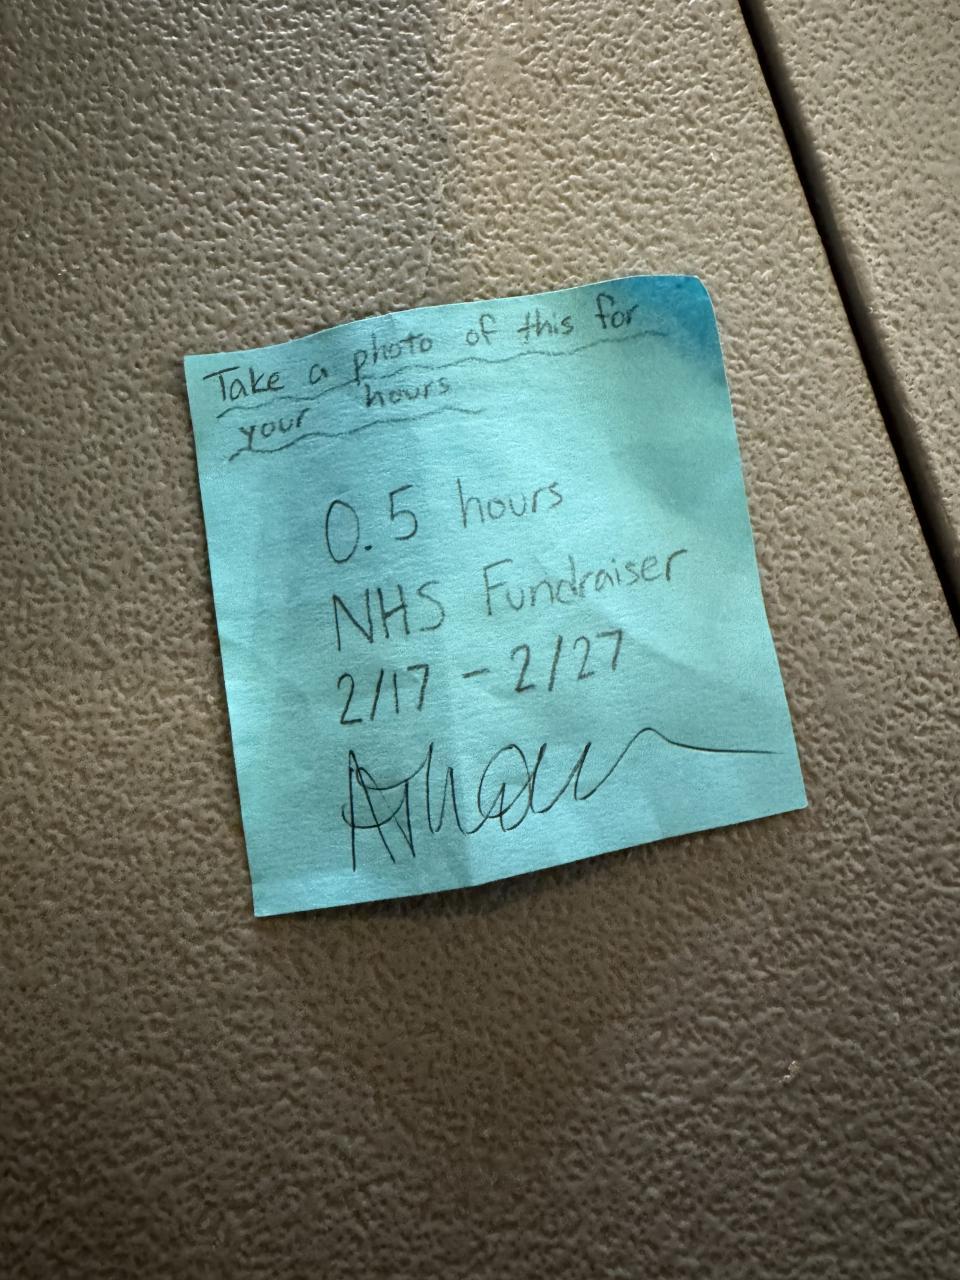 Take a photo of this for
your hours
0.5 hours
NHS Fundraiser
2/17 - 2/27